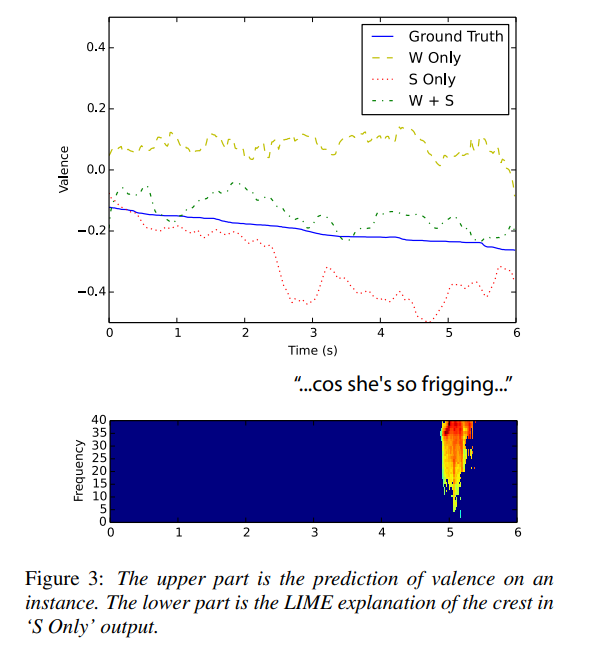 0.4
0.2
0.0
−0.2
−0.4
Valence
Ground Truth
W Only
S Only
W + S
0 1 2 3 4 5 6
Time (s)
"...cos she's so frigging..."
40
35
30
25
20
15
10
5
0
Frequency
0 1 2 3 4 5 6
Figure 3: The upper part is the prediction of valence on an
instance. The lower part is the LIME explanation of the crest in
‘S Only’ output.